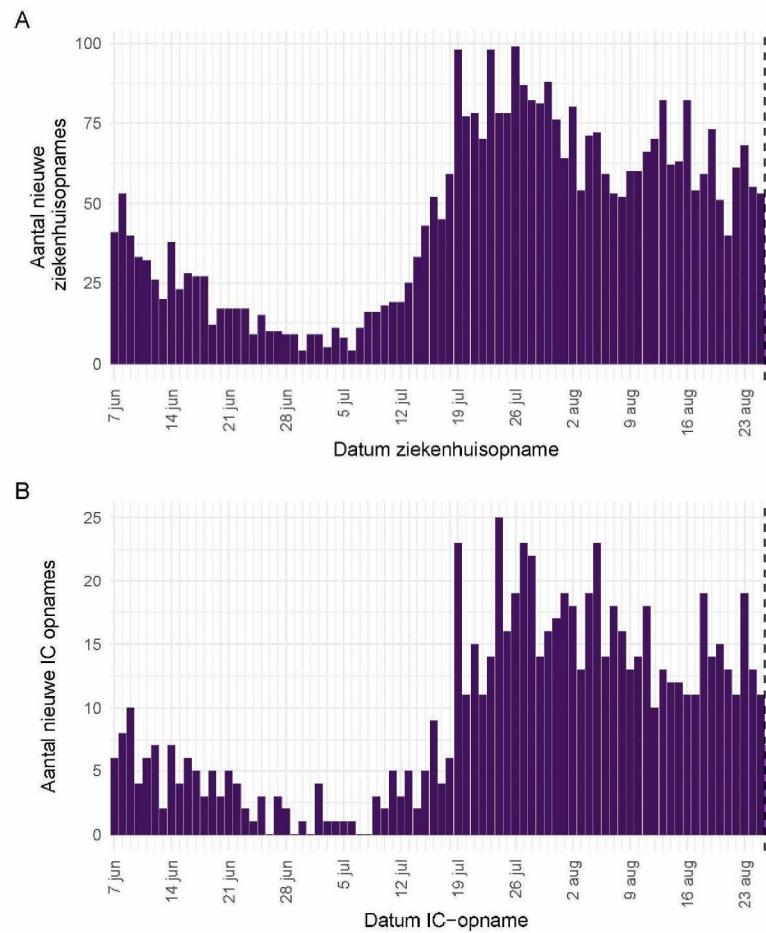 A
Aantal nieuwe
ziekenhuisopnames
100
75
50
25
0
7 jun
14 jun
21 jun
28 jun
5 jul
12 jul
19 jul
26 jul
2 aug
9 aug
16 aug
23 aug
Datum ziekenhuisopname
B
Aantal nieuwe IC opnames
25
20
15
10
5
0
7 jun
14 jun
21 jun
28 jun
5 jul
12 jul
19 jul
26 jul
2 aug
9 aug
16 aug
23 aug
Datum IC−opname